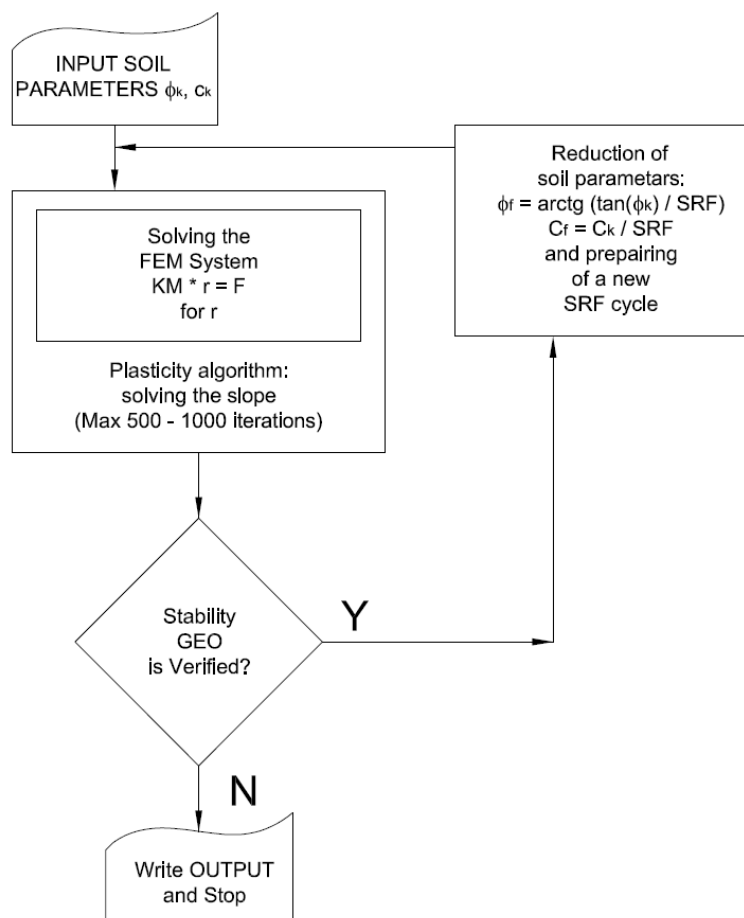 INPUT SOIL
PARAMETERS ϕk, ck
Reduction of
soil parametars:
ϕf = arctg (tan(ϕk) / SRF)
Cf = Ck / SRF
and prepairing
of a new
SRF cycle
Solving the
FEM System
KM * r = F
for r
Plasticity algorithm:
solving the slope
(Max 500 - 1000 iterations)
Stability
GEO
is Verified?
Y
N
Write OUTPUT
and Stop